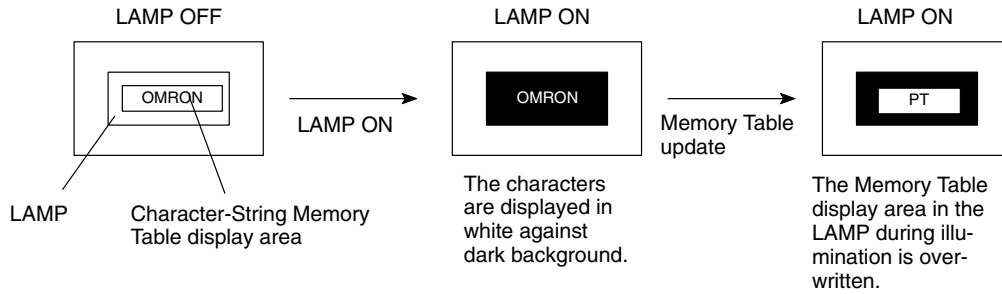 LAMP OFF
LAMP ON
LAMP ON
OMRON
LAMP ON
OMRON
Memory Table
update
PT
LAMP
Character-String Memory
Table display area
The characters
are displayed in
white against
dark background.
The Memory Table
display area in the
LAMP during illu-
mination is over-
written.